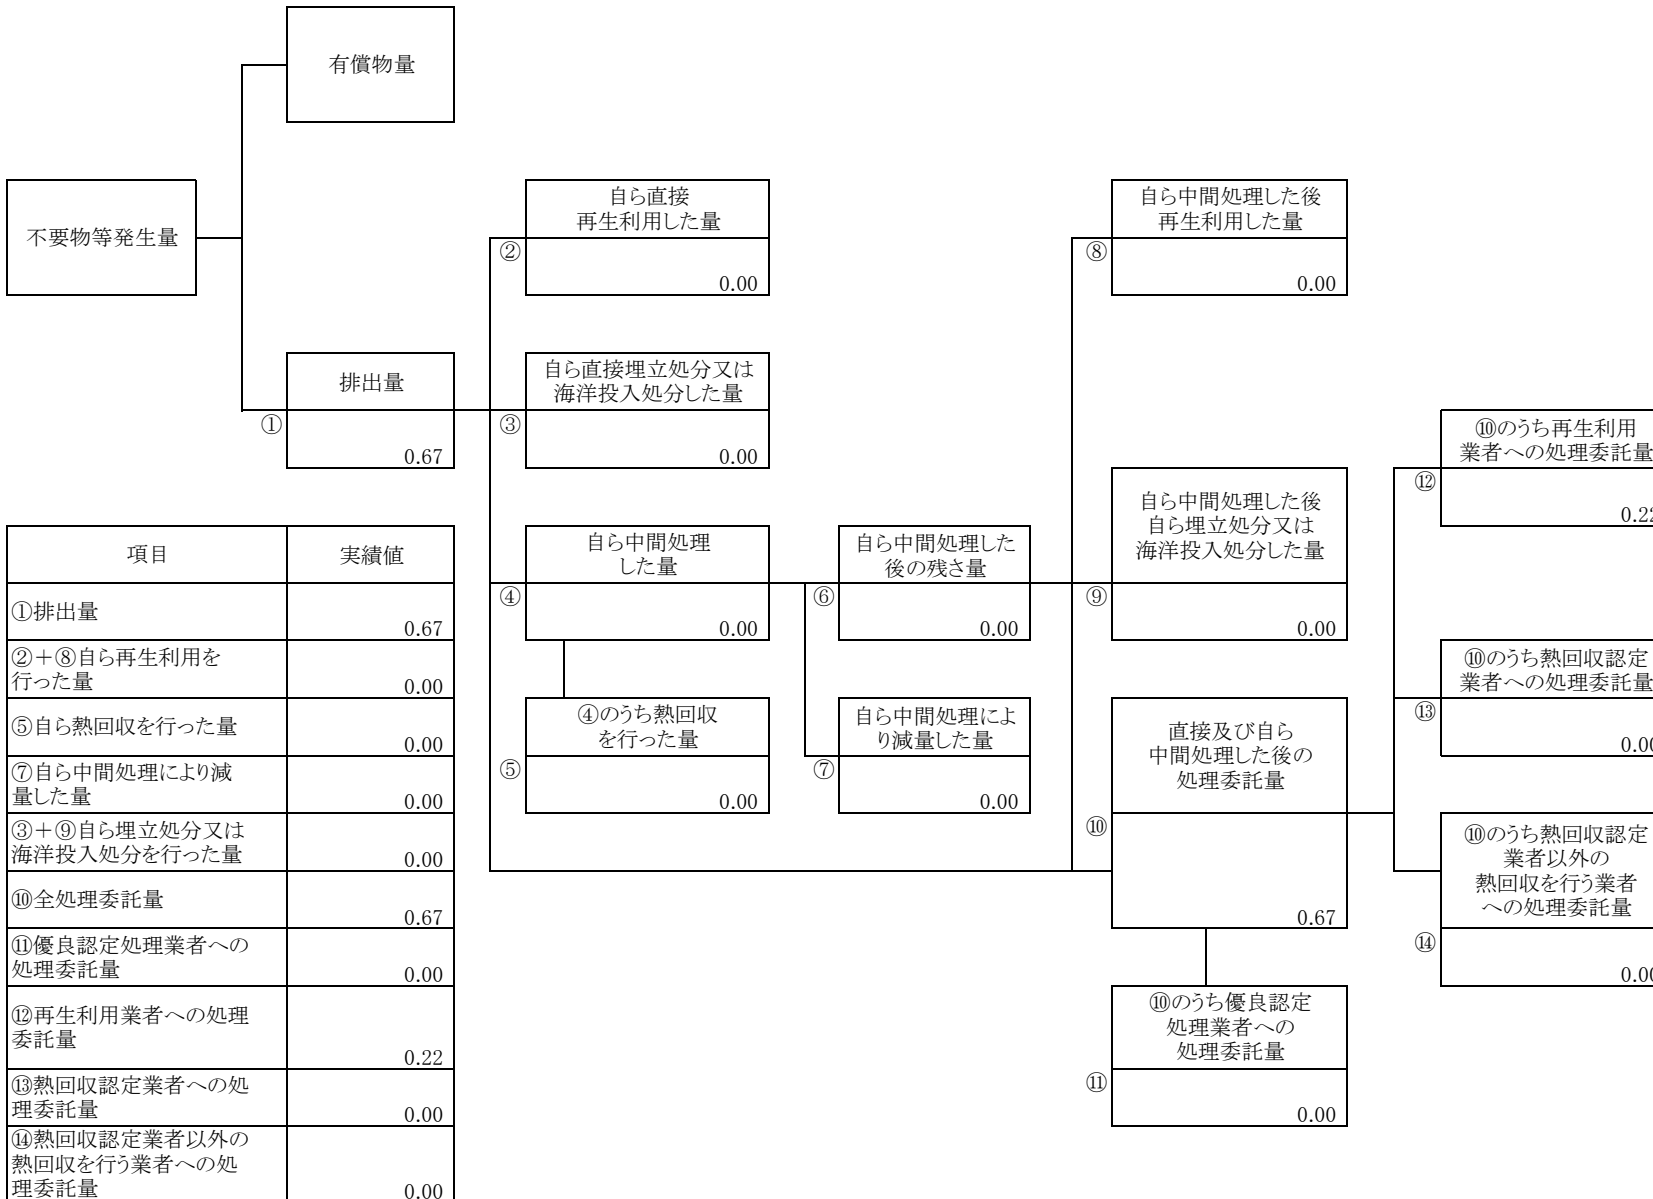 有償物量
不要物等発生量
排出量
①
0.67
自ら直接
再生利用した量
②
0.00
自ら直接埋立処分又は
海洋投入処分した量
③
0.00
自ら中間処理
した量
④
0.00
④のうち熱回収
を行った量
⑤
0.00
自ら中間処理した
後の残さ量
⑥
0.00
自ら中間処理によ
り減量した量
⑦
0.00
自ら中間処理した後
再生利用した量
⑧
0.00
自ら中間処理した後
自ら埋立処分又は
海洋投入処分した量
⑨
0.00
直接及び自ら
中間処理した後の
処理委託量
⑩
0.67
⑩のうち優良認定
処理業者への
処理委託量
⑪
0.00
⑩のうち再生利用
業者への処理委託量
⑫
0.22
⑩のうち熱回収認定
業者への処理委託量
⑬
0.00
⑩のうち熱回収認定
業者以外の
熱回収を行う業者
への処理委託量
⑭
0.00
項目 実績値
①排出量
0.67
②＋⑧自ら再生利用を
行った量
0.00
⑤自ら熱回収を行った量
0.00
⑦自ら中間処理により減
量した量
0.00
③＋⑨自ら埋立処分又は
海洋投入処分を行った量
0.00
⑩全処理委託量
0.67
⑪優良認定処理業者への
処理委託量
0.00
⑫再生利用業者への処理
委託量
0.22
⑬熱回収認定業者への処
理委託量
0.00
⑭熱回収認定業者以外の
熱回収を行う業者への処
理委託量
0.00